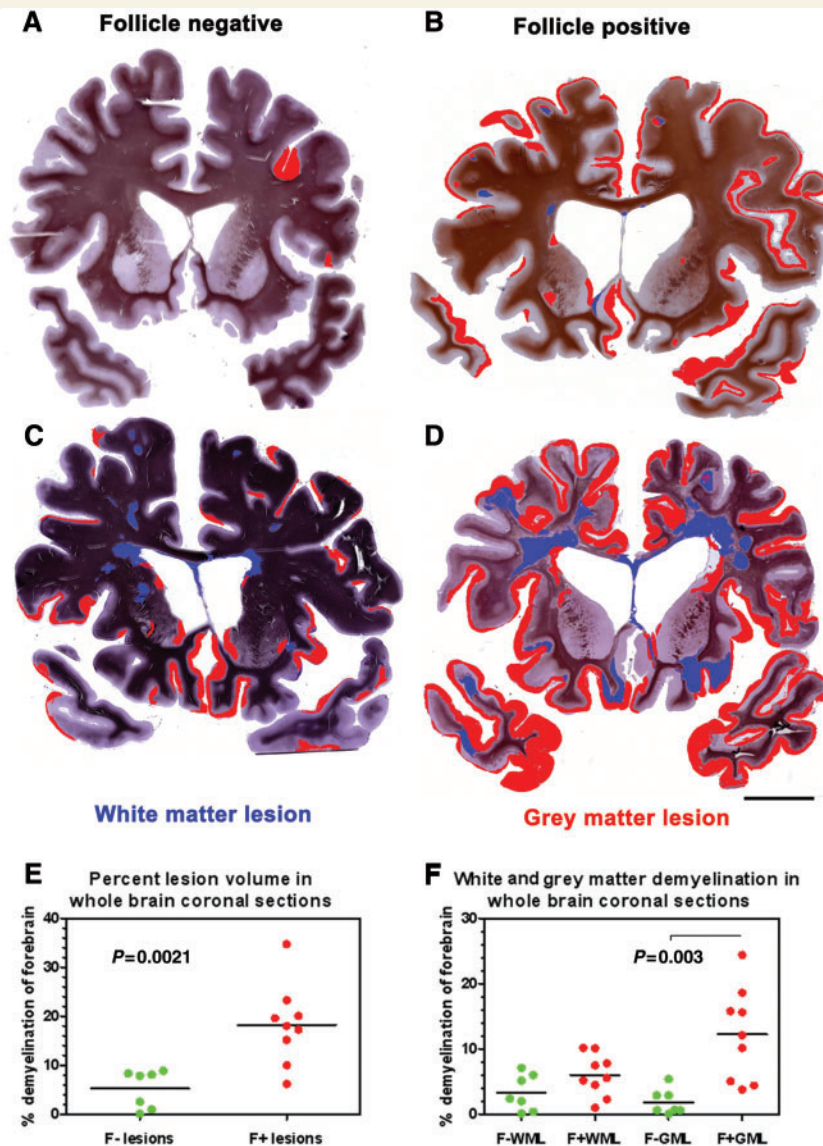 A Follicle negative
B Follicle positive
C
D
White matter lesion
Grey matter lesion
E Percent lesion volume in
whole brain coronal sections
% demyelination of forebrain
40
30
20
10
0
P=0.0021
F- lesions
F+ lesions
F White and grey matter demyelination in
whole brain coronal sections
% demyelination of forebrain
30
20
10
0
P=0.003
F-WML
F+WML
F-GML
F+GML